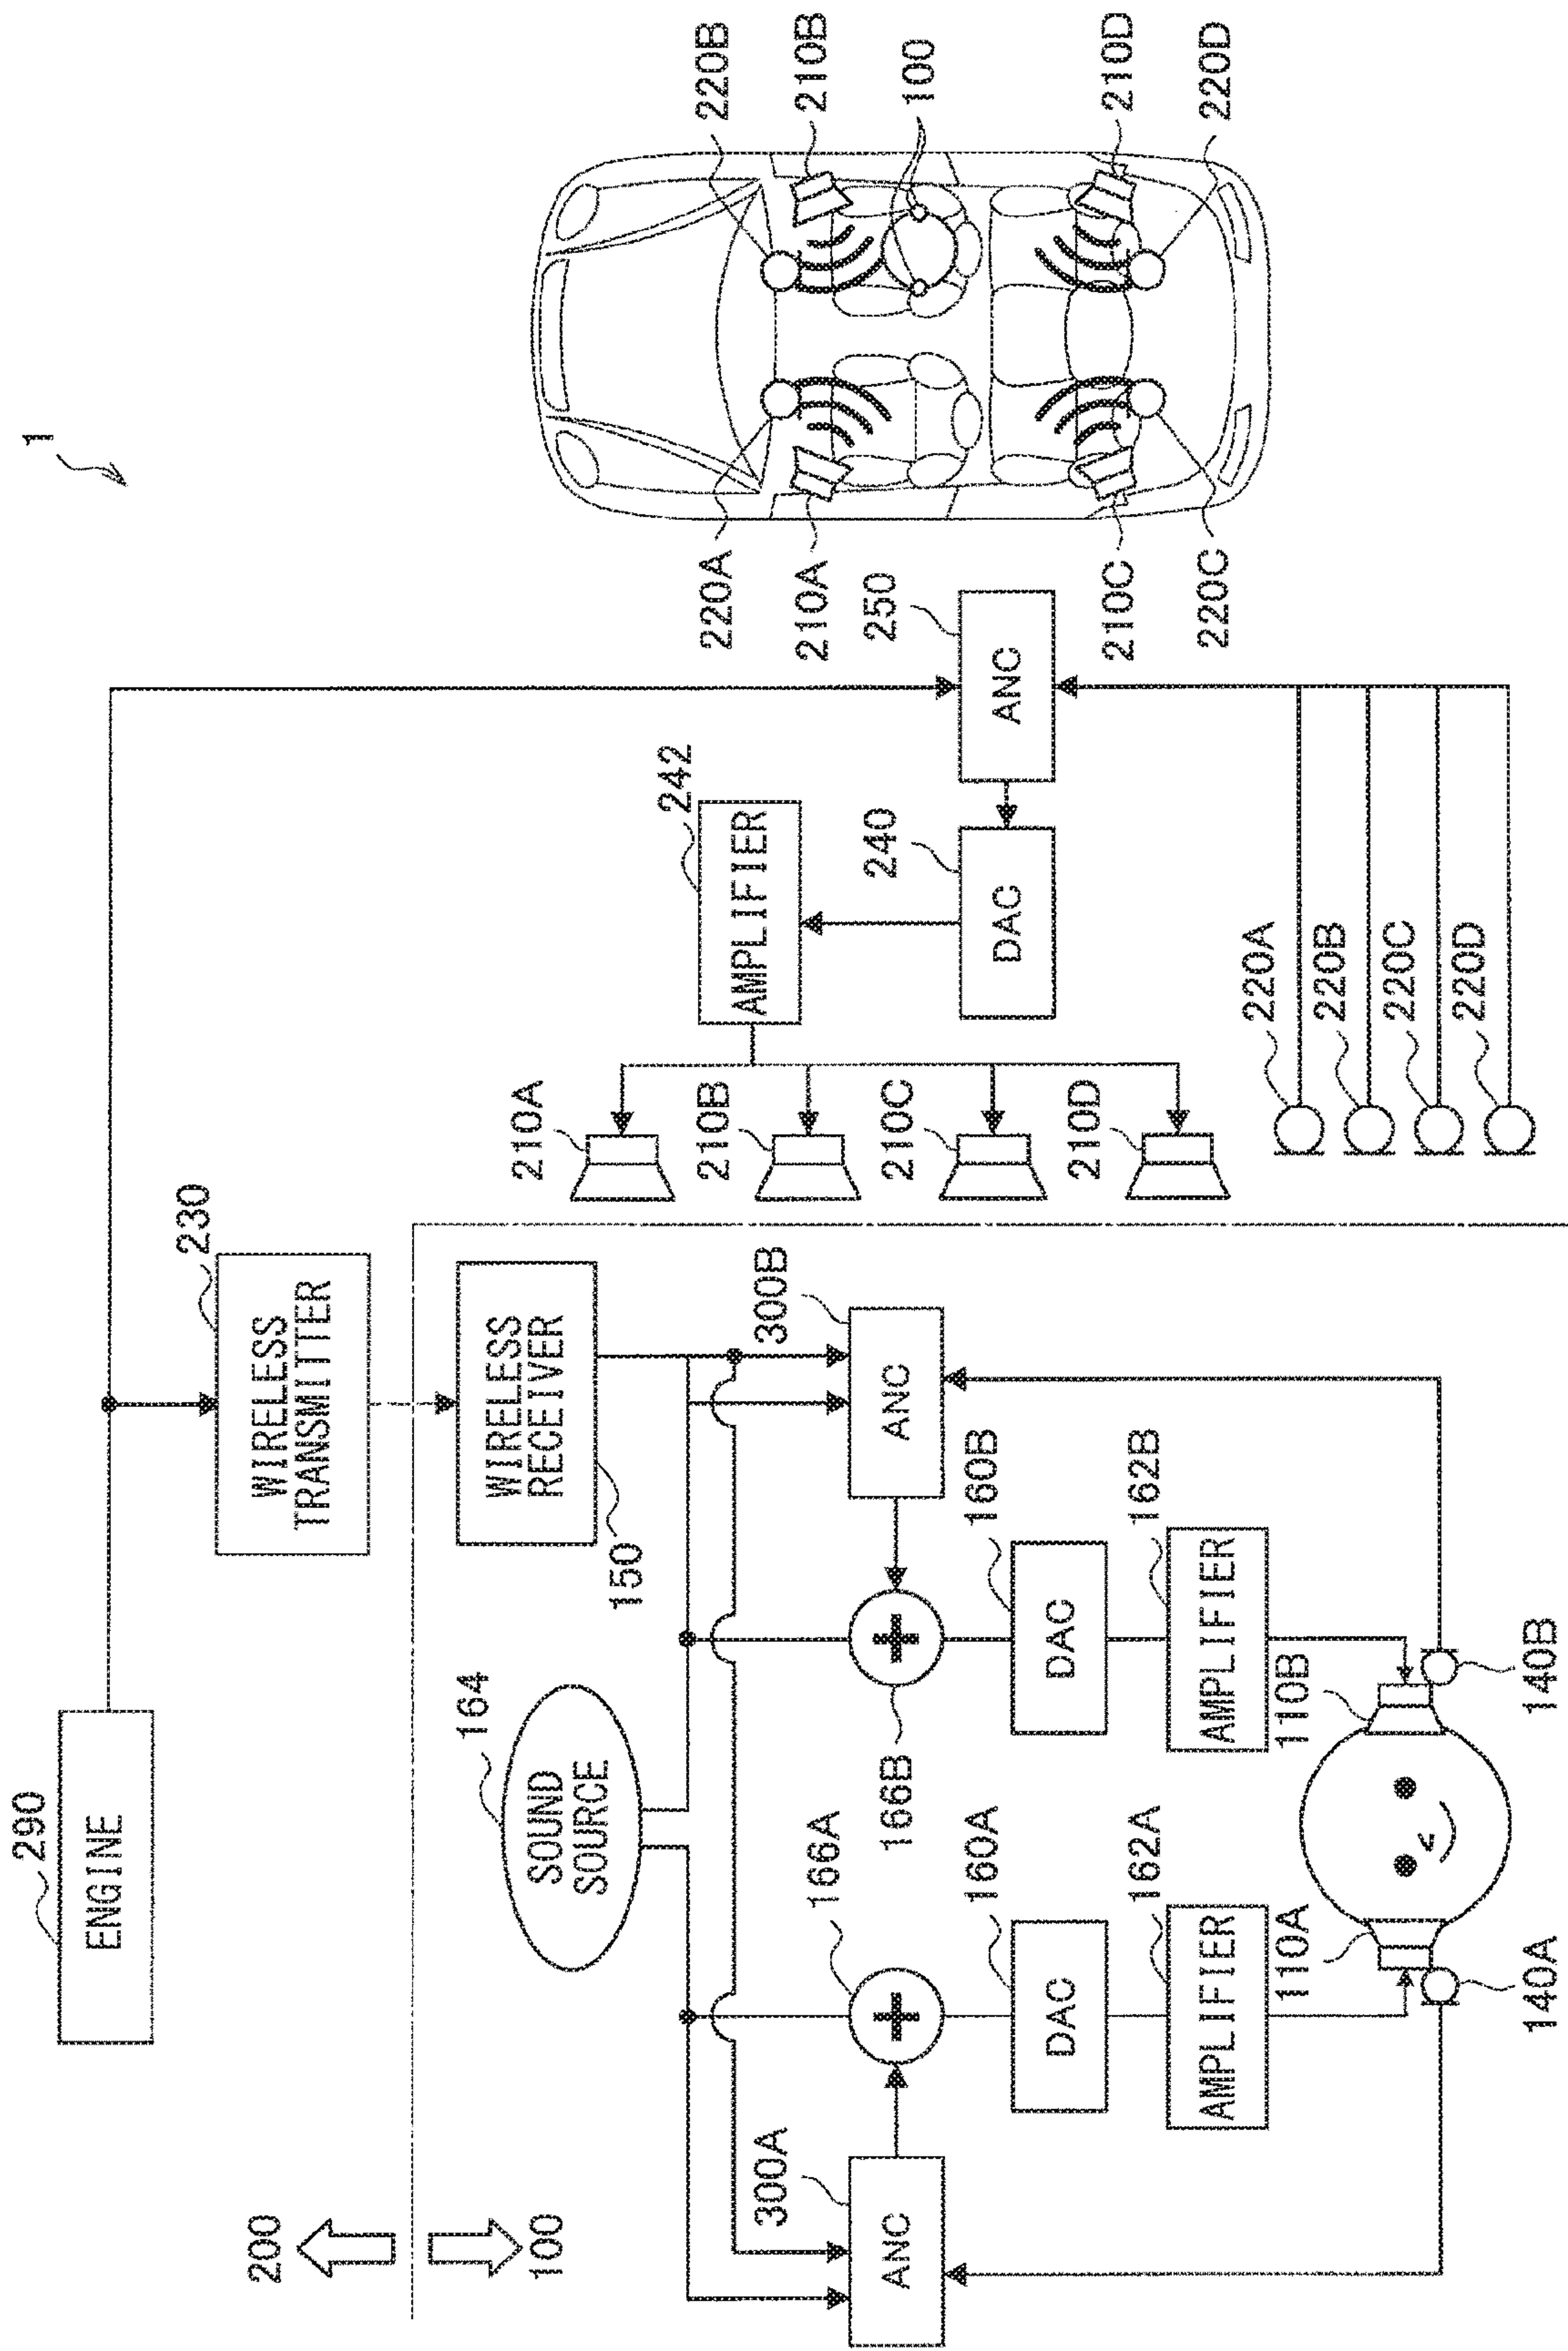 1
200
100
290
ENGINE
230
WIRELESS
TRANSMITTER
WIRELESS
RECEIVER
150
164
SOUND
SOURCE
300A
ANC
166A
166B
300B
ANC
160A
DAC
160B
DAC
162A
AMPLIFIER
162B
AMPLIFIER
110A
110B
140A
140B
210A
210B
210C
210D
242
AMPLIFIER
240
DAC
250
ANC
220A
220B
220C
220D
220A
210A
210C
220C
220B
210B
100
210D
220D